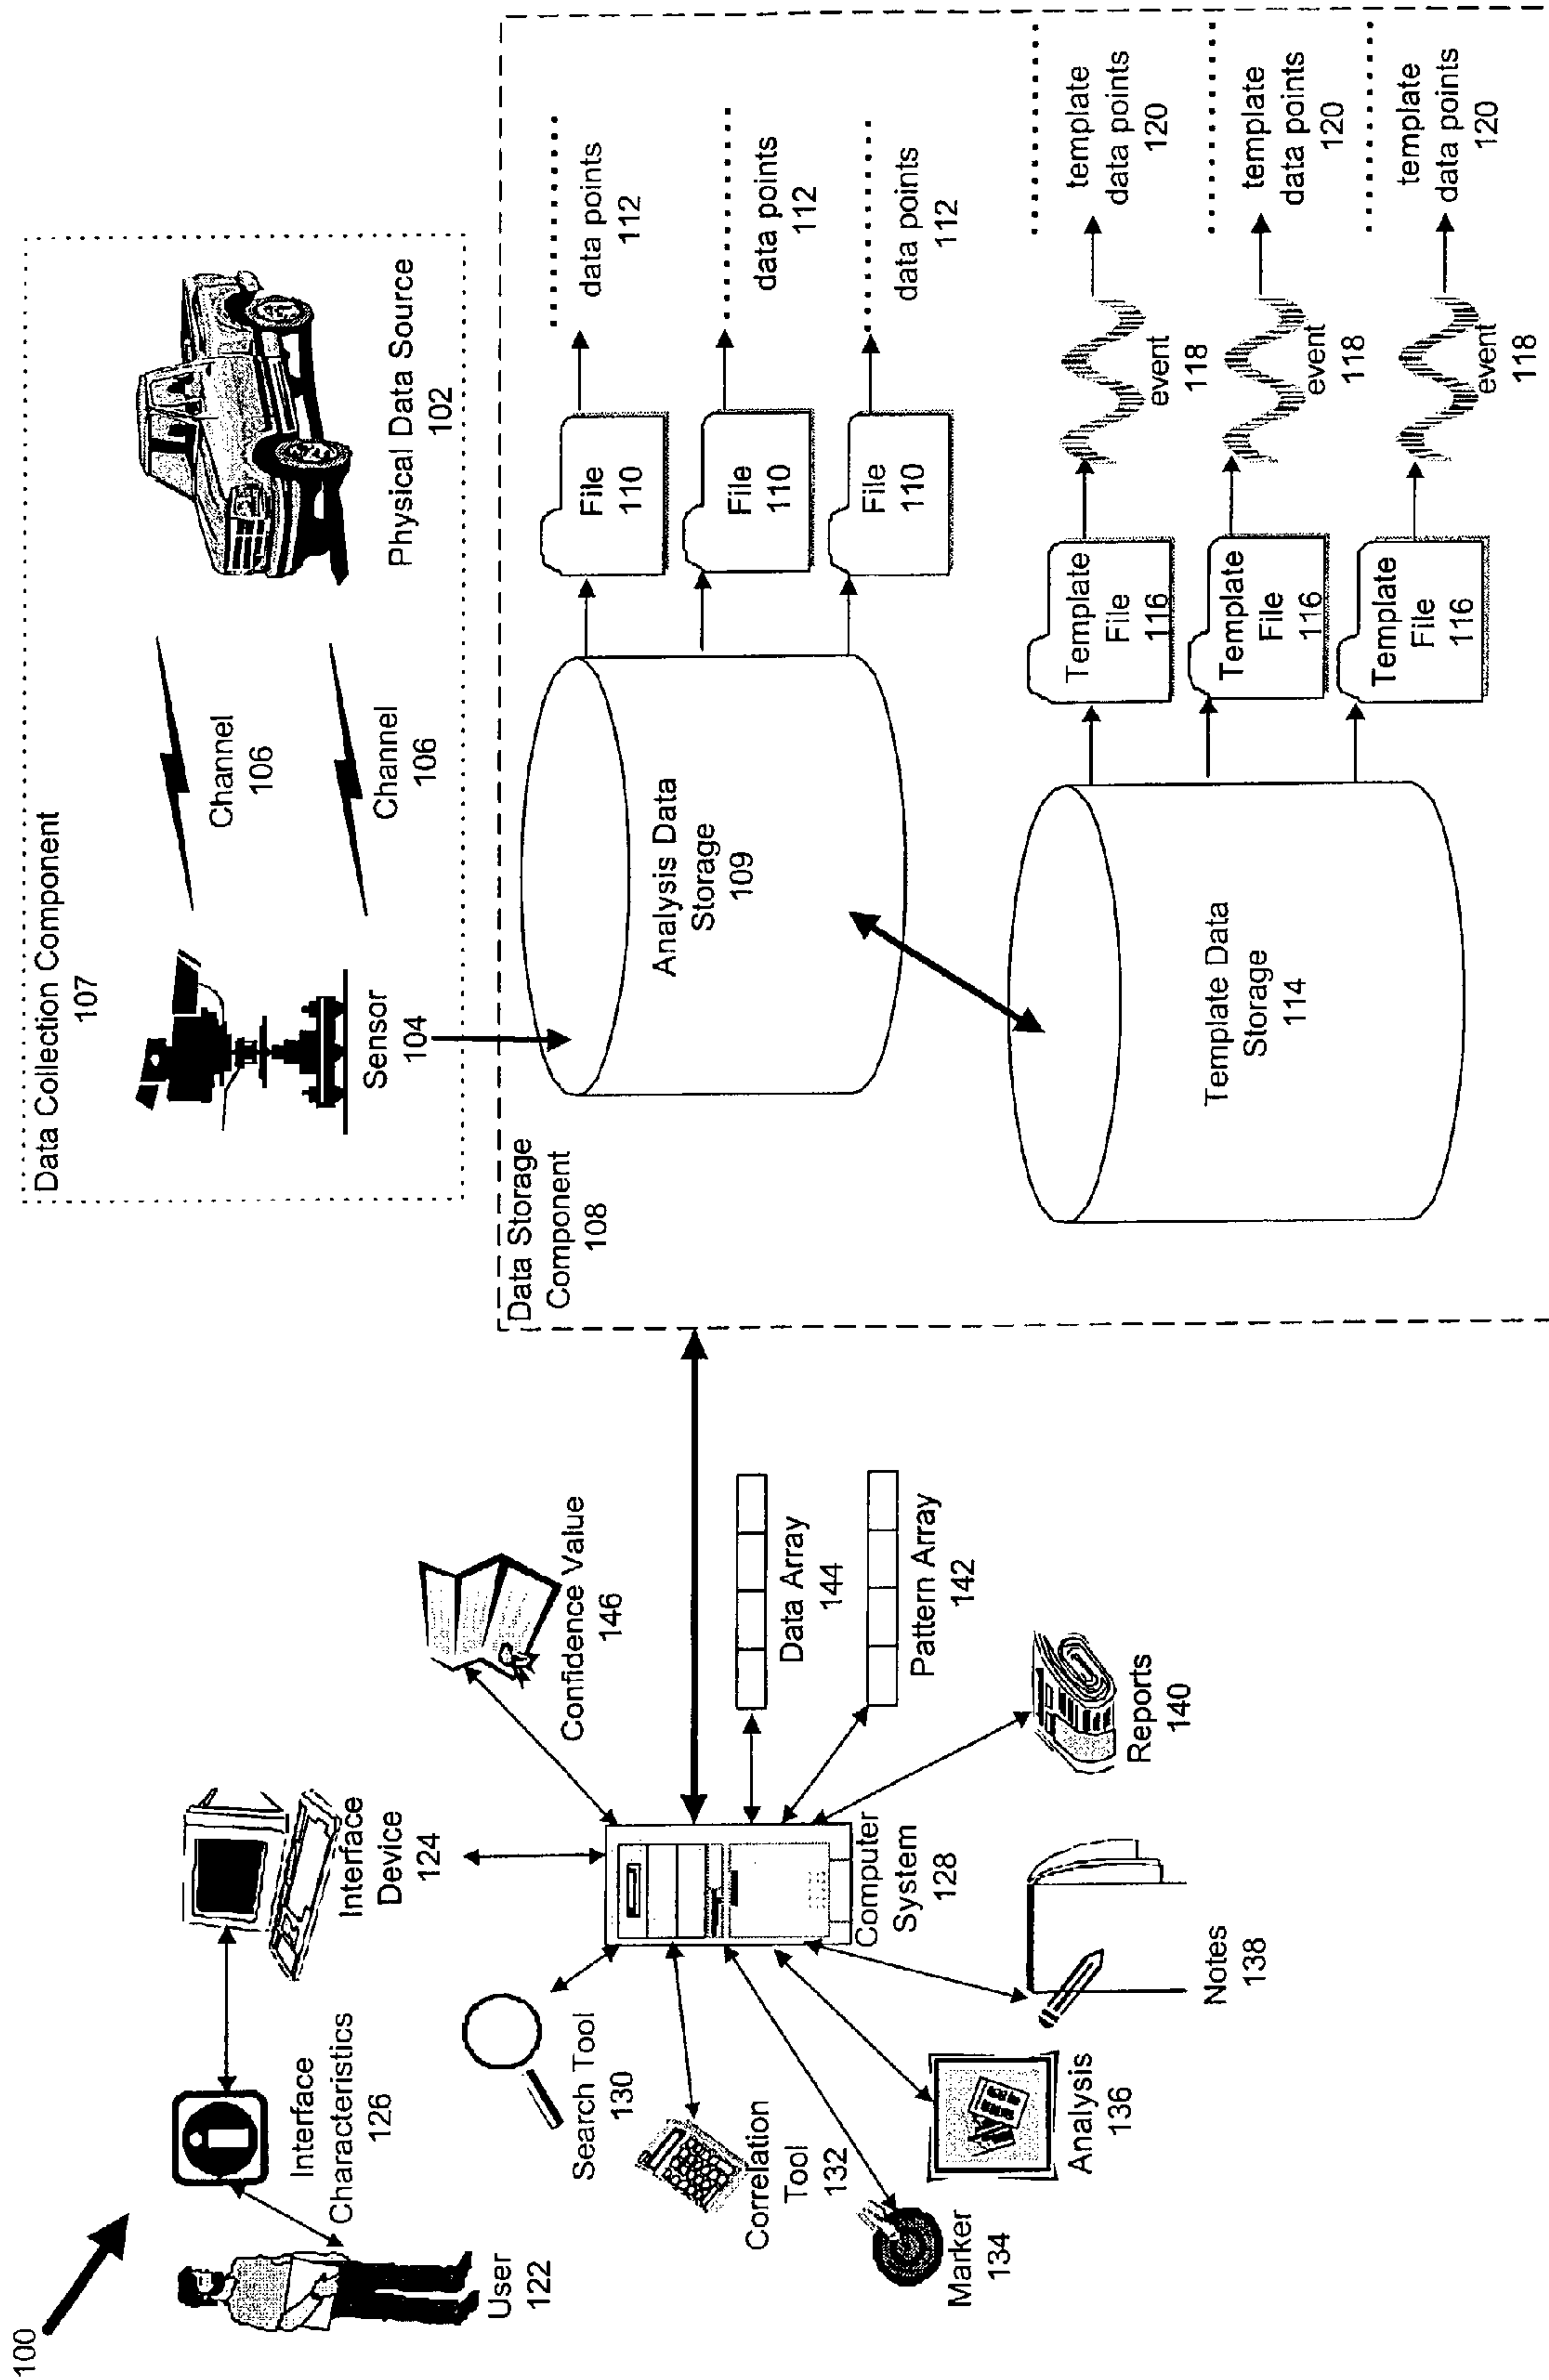 100
User
122
Interface
Characteristics
126
Interface
Device
124
Search Tool
130
Correlation
Tool
132
Marker
134
Analysis
136
Notes
138
Computer
System
128
Reports
140
Confidence Value
146
Data Array
144
Pattern Array
142
Data Collection Component
107
Sensor
104
Channel
106
Channel
106
Physical Data Source
102
Data Storage
Component
108
Analysis Data
Storage
109
File
110
data points
112
File
110
data points
112
File
110
data points
112
Template Data
Storage
114
Template
File
116
event
118
template
data points
120
Template
File
116
event
118
template
data points
120
Template
File
116
event
118
template
data points
120